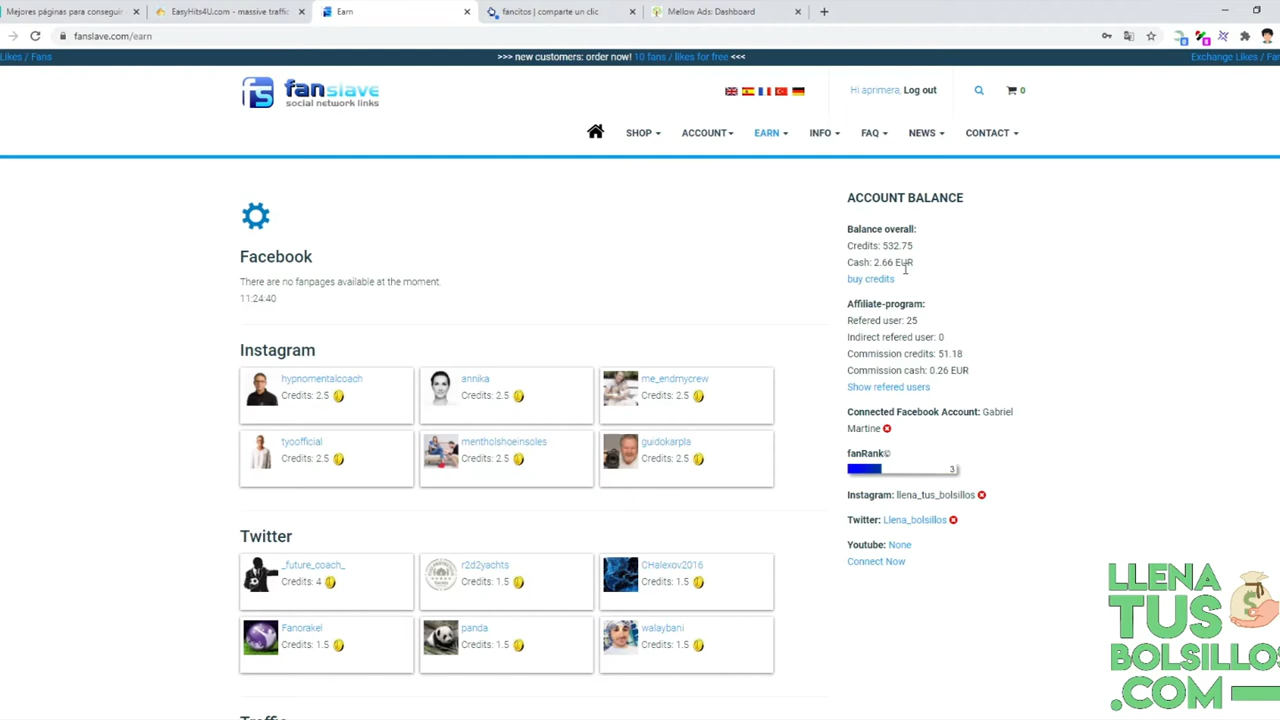 Mejores páginas para consegui
EasyHits4U.com - massive traffic
Earn
fancitos | comparte un clic
Mellow Ads: Dashboard
fanslave.com/earn
Likes / Fans
>>> new customers: order now! 10 fans / likes for free <<<
Exchange Likes / Fan
fanslave
social network links
Hi aprimera, Log out
0
SHOP
ACCOUNT
EARN
INFO
FAQ
NEWS
CONTACT
Facebook
There are no fanpages available at the moment.
11:24:40
Instagram
hypnomentalcoach
Credits: 2.5
annika
Credits: 2.5
me_endmycrew
Credits: 2.5
tyoofficial
Credits: 2.5
mentholshoeinsoles
Credits: 2.5
guidokarpla
Credits: 2.5
Twitter
_future_coach_
Credits: 4
r2d2yachts
Credits: 1.5
CHalexov2016
Credits: 1.5
Fanorakel
Credits: 1.5
panda
Credits: 1.5
walaybani
Credits: 1.5
Traffic
ACCOUNT BALANCE
Balance overall:
Credits: 532.75
Cash: 2.66 EUR
buy credits
Affiliate-program:
Refered user: 25
Indirect refered user: 0
Commission credits: 51.18
Commission cash: 0.26 EUR
Show refered users
Connected Facebook Account: Gabriel
Martine
fanRank©
3
Instagram: llena_tus_bolsillos
Twitter: Llena_bolsillos
Youtube: None
Connect Now
LLENA
TUS
BOLSILLOS
.COM